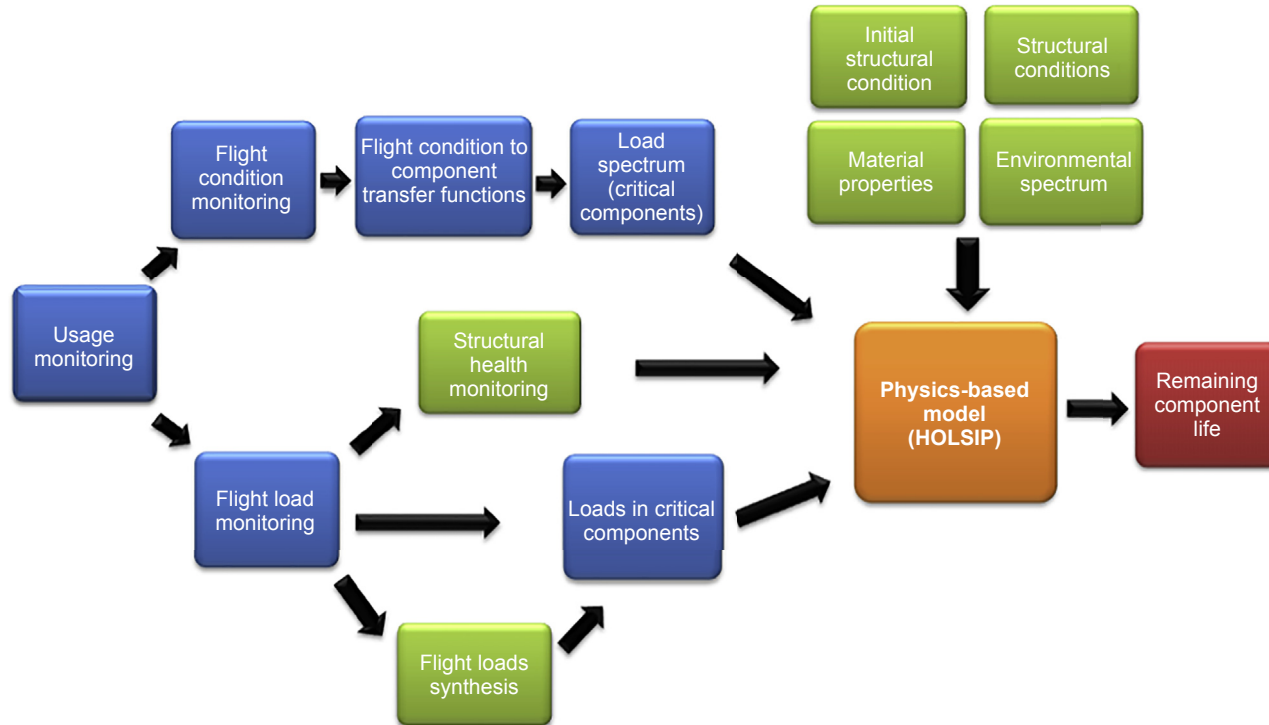 Initial
structural
condition
Structural
conditions
Material
properties
Environmental
spectrum
Flight
condition
monitoring
Flight condition to
component
transfer functions
Load
spectrum
(critical
components)
Usage
monitoring
Structural
health
monitoring
Physics-based
model
(HOLSIP)
Remaining
component
life
Flight load
monitoring
Loads in critical
components
Flight loads
synthesis